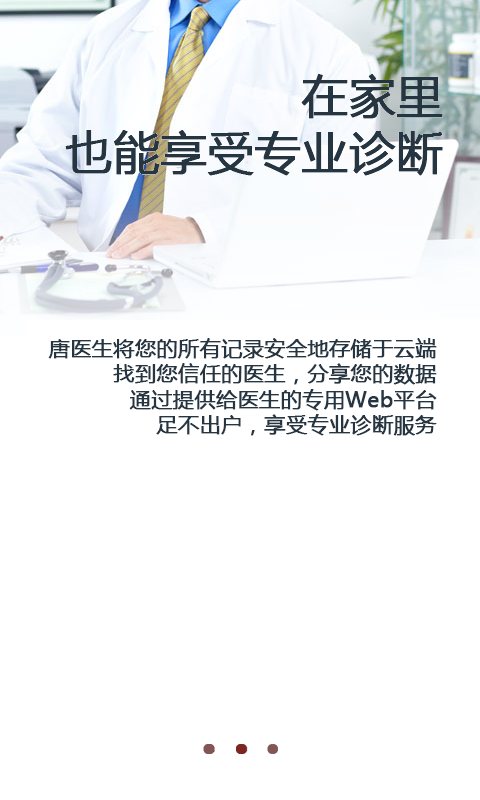 在家里
也能享受专业诊断
唐医生将您的所有记录安全地存储于云端
找到您信任的医生，分享您的数据
通过提供给医生的专用Web平台
足不出户，享受专业诊断服务